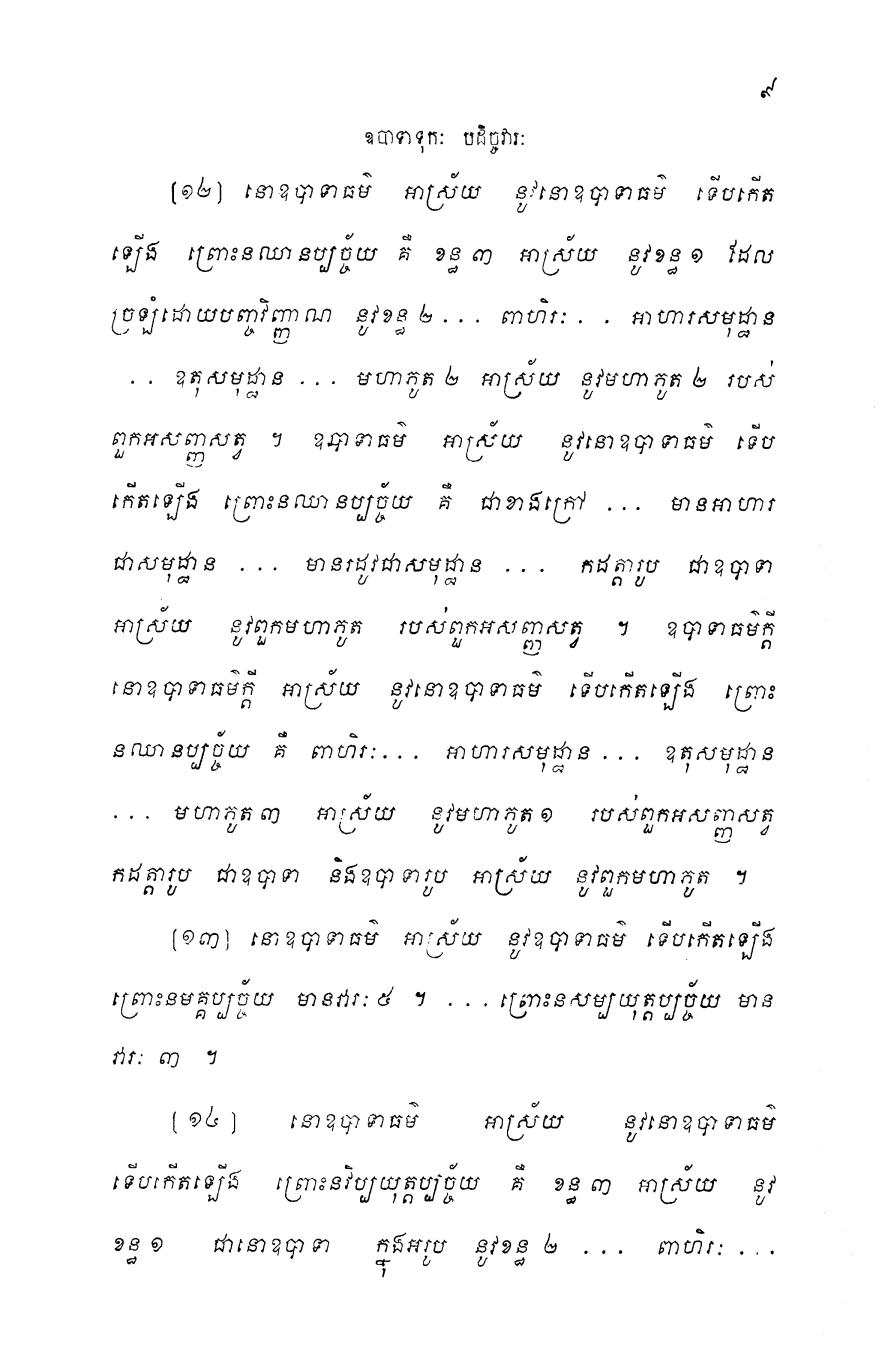 ៩
ឧបាទាទុកៈ បដិច្ចវារៈ
[១២] នោឧបាទាធម៌ អាស្រ័យ នូវនោឧបាទាធម៌ ទើបកើត
ឡើង ព្រោះនឈានប្បច្ច័យ គឺ ខន្ធ ៣ អាស្រ័យ នូវខន្ធ ១ ដែល
ច្រឡំដោយបញ្ចវិញ្ញាណ នូវខន្ធ ២ ... ពាហិរៈ . . អាហារសមុដ្ឋាន
. . ឧតុសមុដ្ឋាន ... មហាភូត ២ អាស្រ័យ នូវមហាភូត ២ របស់
ពួកអសញ្ញសត្វ ។ ឧបាទាធម៌ អាស្រ័យ នូវនោឧបាទាធម៌ ទើប
កើតឡើង ព្រោះនឈានប្បច្ច័យ គឺ ជាខាងក្រៅ ... មានអាហារ
ជាសមុដ្ឋាន ... មានរដូវជាសមុដ្ឋាន ... កដត្តារូប ជាឧបាទា
អាស្រ័យ នូវពួកមហាភូត របស់ពួកអសញ្ញសត្វ ។ ឧបាទាធម៌ក្តី
នោឧបាទាធម៌ក្តី អាស្រ័យ នូវនោឧបាទាធម៌ ទើបកើតឡើង ព្រោះ
នឈានប្បច្ច័យ គឺ ពាហិរៈ... អាហារសមុដ្ឋាន ... ឧតុសមុដ្ឋាន
... មហាភូត ៣ អាស្រ័យ នូវមហាភូត ១ របស់ពួកអសញ្ញសត្វ
កដត្តារូប ជាឧបាទា និងឧបាទារូប អាស្រ័យ នូវពួកមហាភូត ។
[១៣] នោឧបាទាធម៌ អាស្រ័យ នូវឧបាទាធម៌ ទើបកើតឡើង
ព្រោះនមគ្គប្បច្ច័យ មានវារៈ ៥ ។ ...ព្រោះនសម្បយុត្តប្បច្ច័យ មាន
វារៈ ៣ ។
[១៤] នោឧបាទាធម៌ អាស្រ័យ នូវនោឧបាទាធម៌
ទើបកើតឡើង ព្រោះនវិប្បយុត្តប្បច្ច័យ គឺ ខន្ធ ៣ អាស្រ័យ នូវ
ខន្ធ ១ ជានោឧបាទា ក្នុងអរូប នូវខន្ធ ២ ... ពាហិរៈ ...